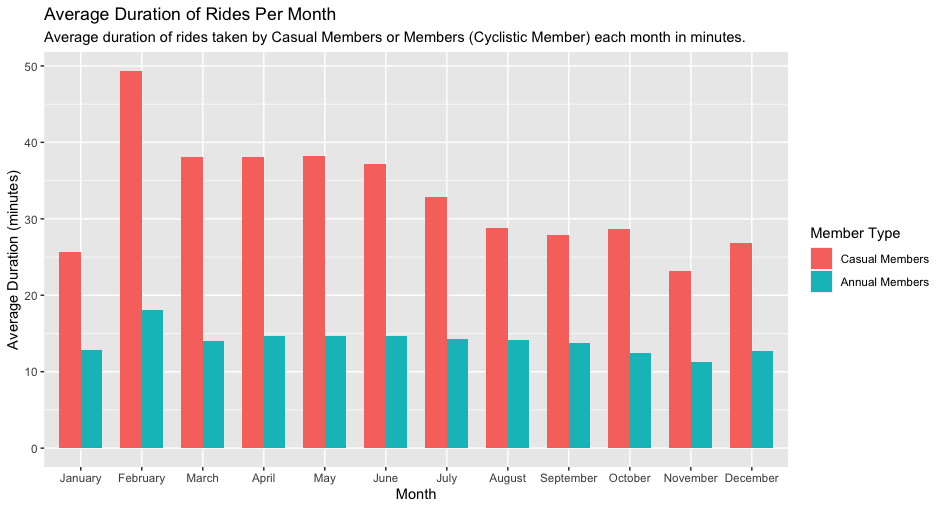 Average Duration of Rides Per Month
Average duration of rides taken by Casual Members or Members (Cyclistic Member) each month in minutes.
Average Duration (minutes)
50
40
30
20
10
0
January February March April May June July August September October November December
Month
Member Type
Casual Members
Annual Members